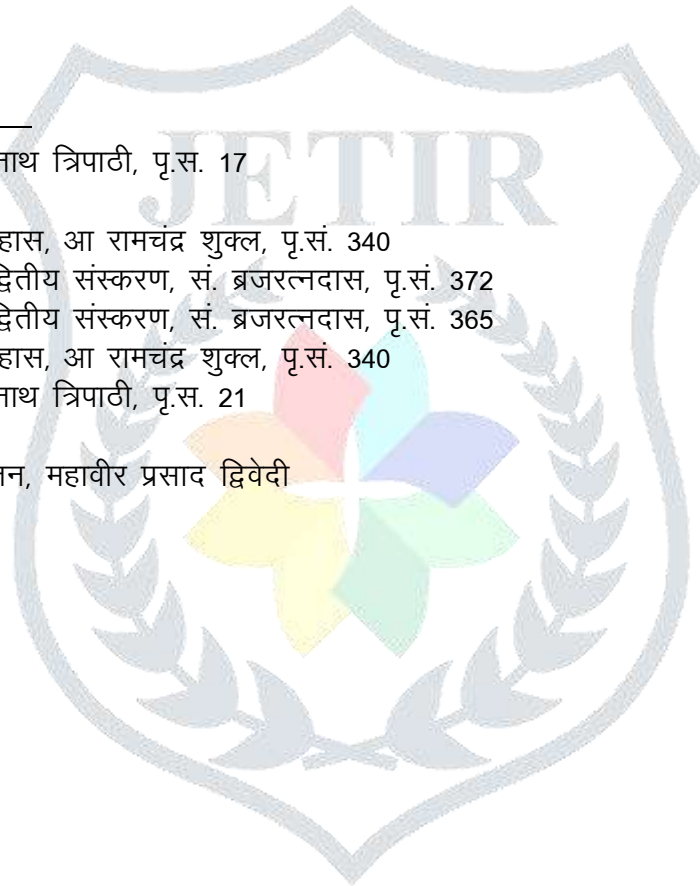 JETIR
नाथ त्रिपाठी, पृ.स. 17
हास, आ रामचंद्र शुक्ल, पृ.सं. 340
द्वितीय संस्करण, सं. ब्रजरत्नदास, पृ.सं. 372
द्वितीय संस्करण, सं. ब्रजरत्नदास, पृ.सं. 365
हास, आ रामचंद्र शुक्ल, पृ.सं. 340
नाथ त्रिपाठी, पृ.स. 21
महावीर प्रसाद द्विवेदी